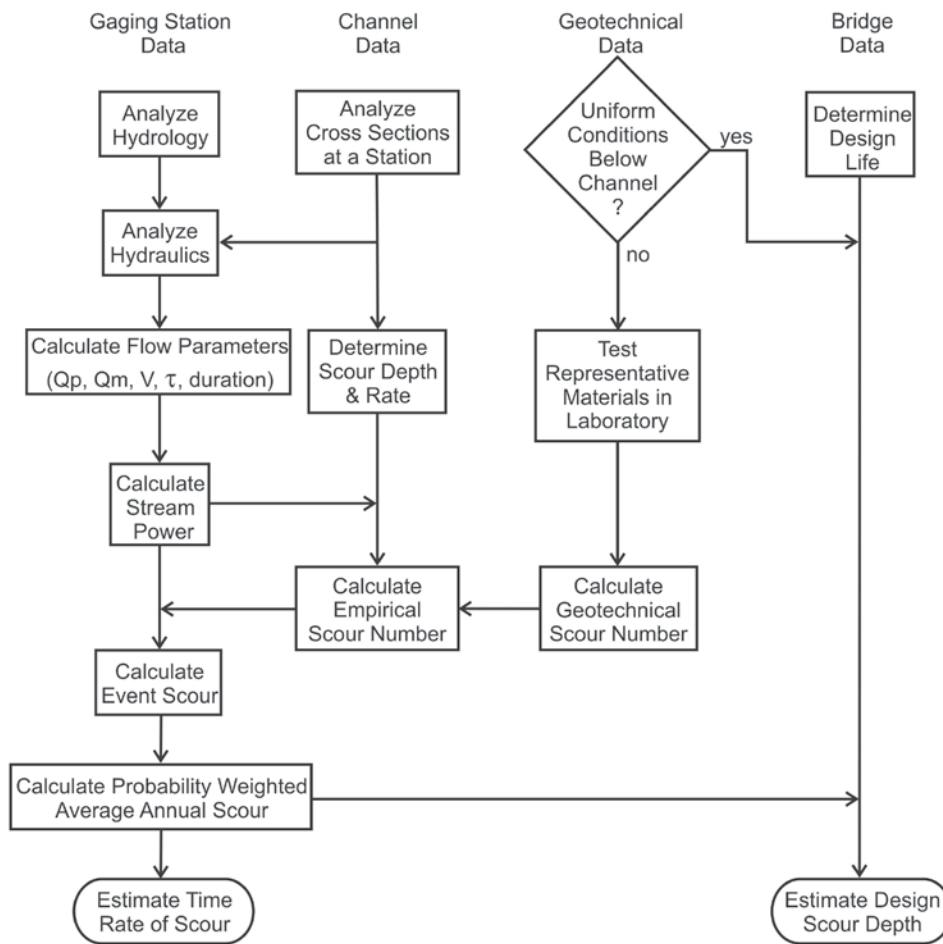 Gaging Station
Data
Channel
Data
Geotechnical
Data
Bridge
Data
Analyze
Hydrology
Analyze
Cross Sections
at a Station
Uniform
Conditions
Below
Channel
?
yes
no
Determine
Design
Life
Analyze
Hydraulics
Calculate Flow Parameters
(Qp, Qm, V, τ, duration)
Determine
Scour Depth
& Rate
Test
Representative
Materials in
Laboratory
Calculate
Stream
Power
Calculate
Empirical
Scour Number
Calculate
Geotechnical
Scour Number
Calculate
Event Scour
Calculate Probability Weighted
Average Annual Scour
Estimate Time
Rate of Scour
Estimate Design
Scour Depth